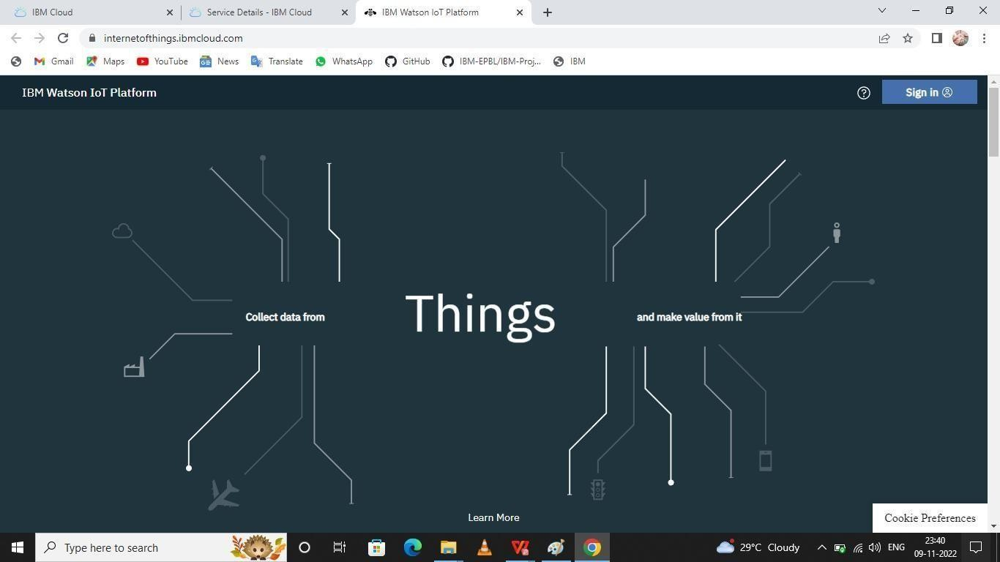 IBM Cloud
Service Details - IBM Cloud
IBM Watson IoT Platform
internetofthings.ibmcloud.com
Gmail
Maps
YouTube
News
Translate
WhatsApp
GitHub
IBM-EPBL/IBM-Proj...
IBM
IBM Watson IoT Platform
Sign in
Collect data from
Things
and make value from it
Learn More
Cookie Preferences
Type here to search
29°C Cloudy
ENG
23:40
09-11-2022